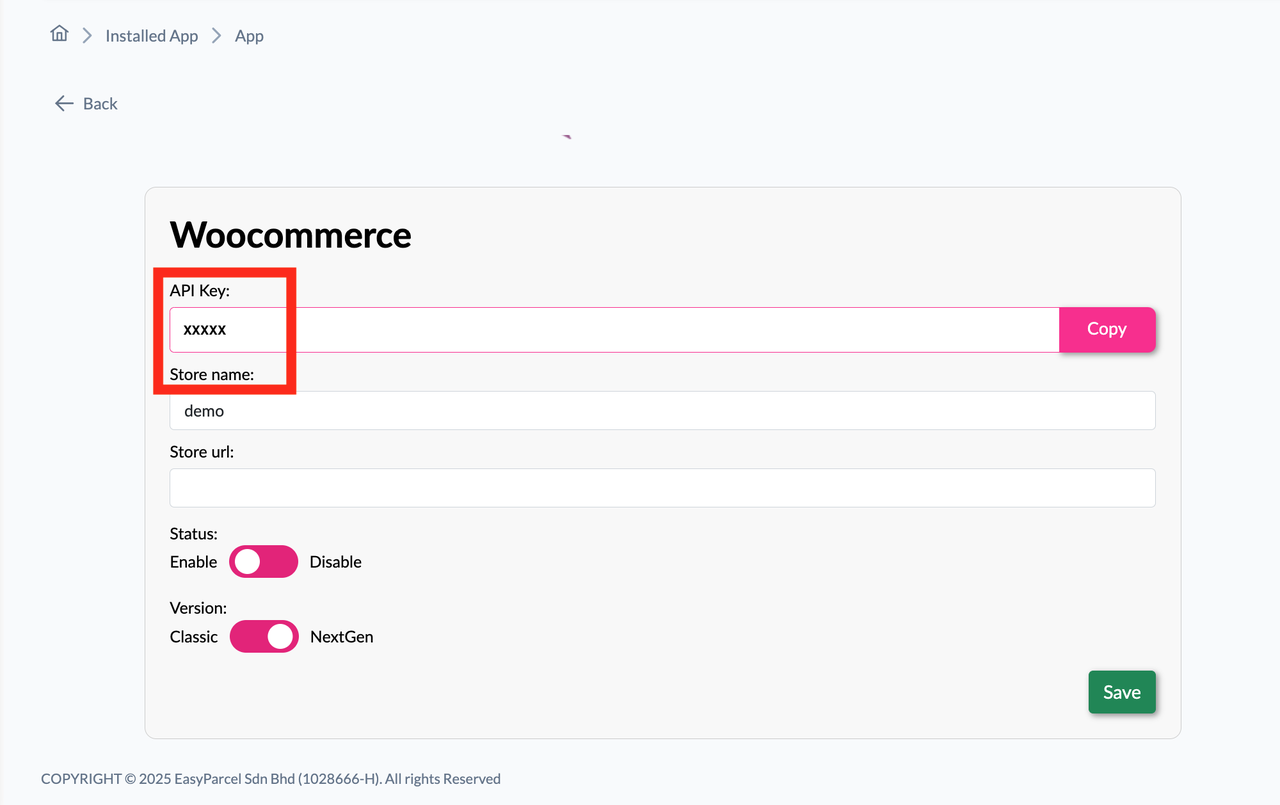 Installed App > App
Back
Woocommerce
API Key:
xxxxx
Copy
Store name:
demo
Store url:
Status:
Enable Disable
Version:
Classic NextGen
Save
COPYRIGHT © 2025 EasyParcel Sdn Bhd (1028666-H). All rights Reserved